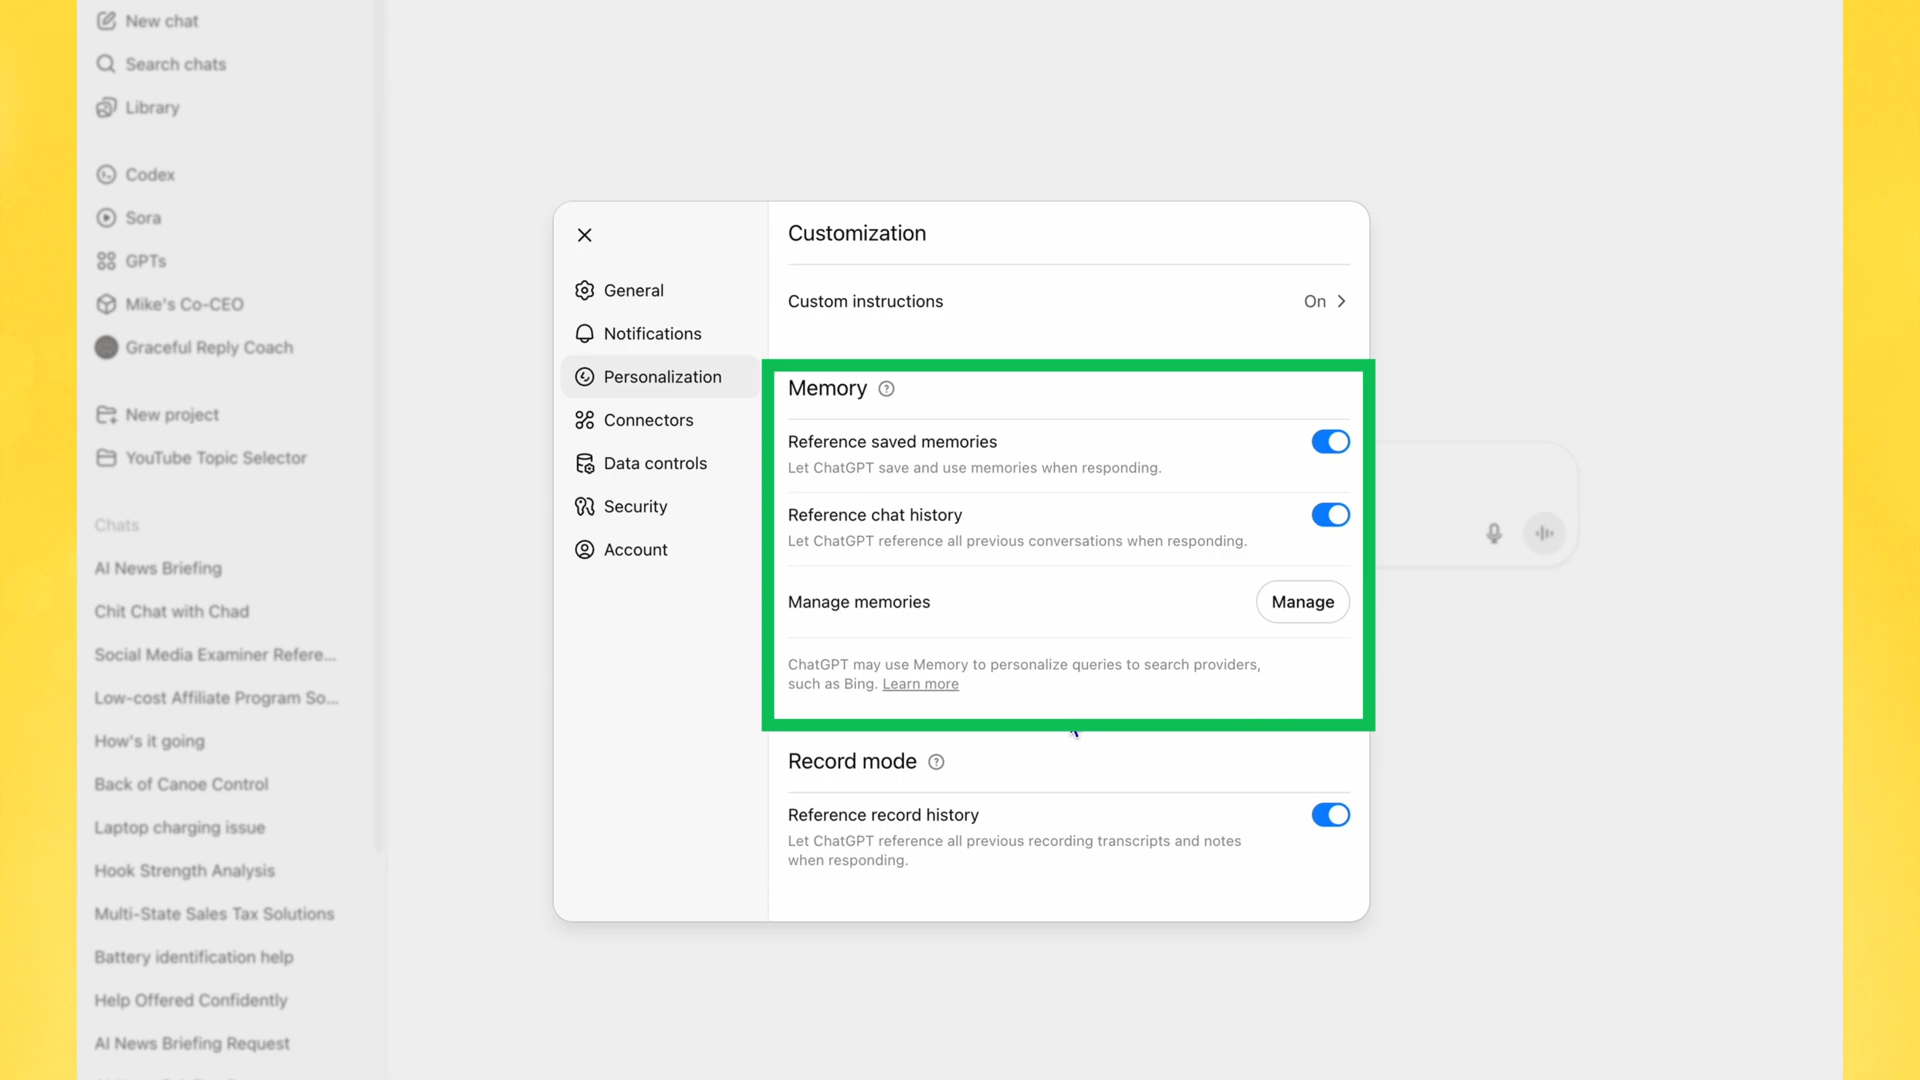 New chat
Search chats
Library
Codex
Sora
GPTs
Mike's Co-CEO
Graceful Reply Coach
New project
YouTube Topic Selector
Chats
AI News Briefing
Chit Chat with Chad
Social Media Examiner Refere...
Low-cost Affiliate Program So...
How's it going
Back of Canoe Control
Laptop charging issue
Hook Strength Analysis
Multi-State Sales Tax Solutions
Battery identification help
Help Offered Confidently
AI News Briefing Request
General
Notifications
Personalization
Connectors
Data controls
Security
Account
Customization
Custom instructions On
Memory
Reference saved memories
Let ChatGPT save and use memories when responding.
Reference chat history
Let ChatGPT reference all previous conversations when responding.
Manage memories Manage
ChatGPT may use Memory to personalize queries to search providers,
such as Bing. Learn more
Record mode
Reference record history
Let ChatGPT reference all previous recording transcripts and notes
when responding.